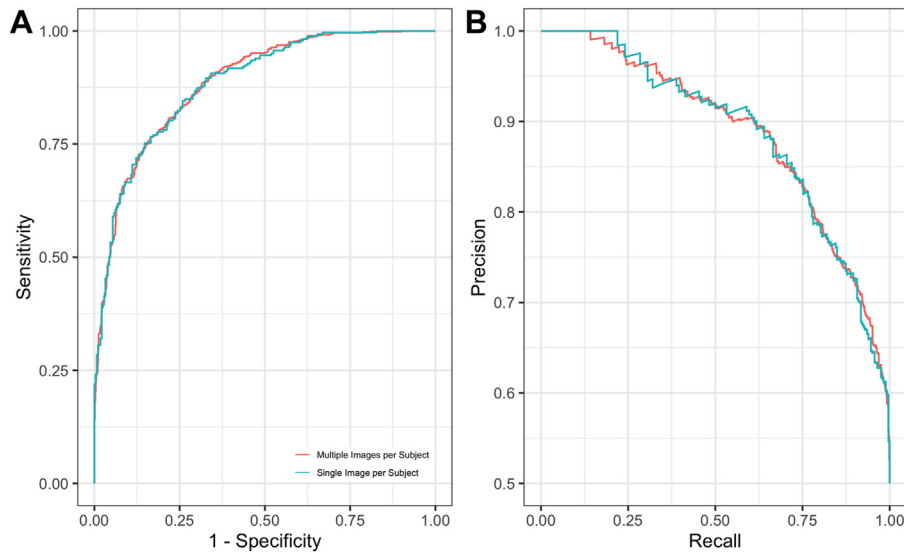 A
1.00
0.75
0.50
0.25
0.00
Sensitivity
Multiple Images per Subject
Single Image per Subject
0.00 0.25 0.50 0.75 1.00
1 - Specificity
B
1.0
0.9
0.8
0.7
0.6
0.5
Precision
0.00 0.25 0.50 0.75 1.00
Recall